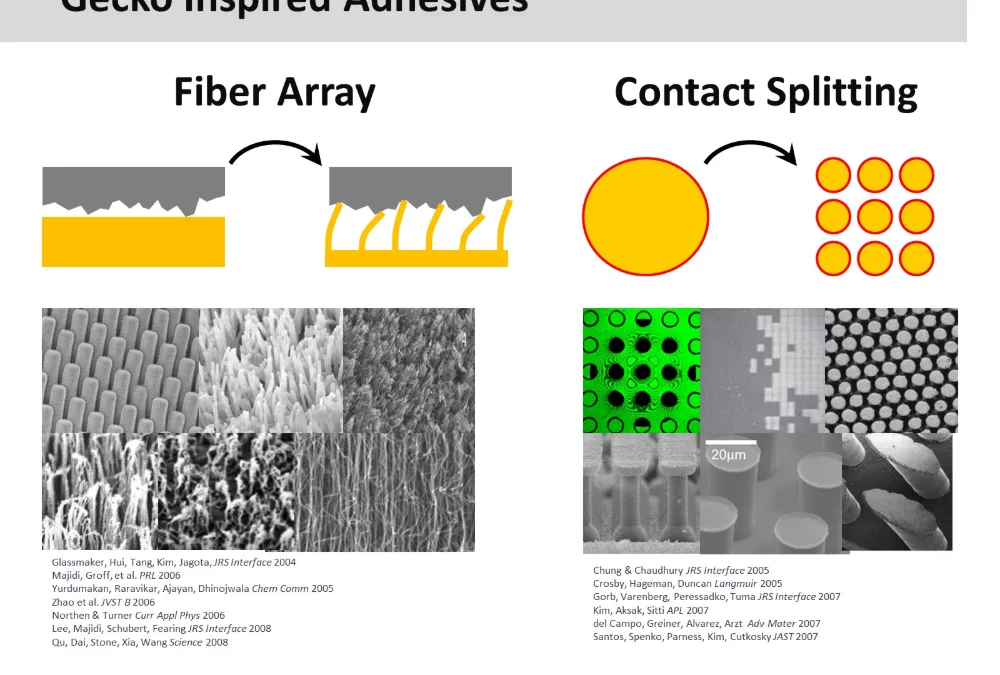 Gecko Inspired Adhesives
Fiber Array
Contact Splitting
20µm
Glassmaker, Hui, Tang, Kim, Jagota, JRS Interface 2004
Majidi, Groff, et al. PRL 2006
Yurdumakan, Raravikar, Ajayan, Dhinojwala Chem Comm 2005
Zhao et al. JVST B 2006
Northen & Turner Curr Appl Phys 2006
Lee, Majidi, Schubert, Fearing JRS Interface 2008
Qu, Dai, Stone, Xia, Wang Science 2008
Chung & Chaudhury JRS Interface 2005
Crosby, Hageman, Duncan Langmuir 2005
Gorb, Varenberg, Peressadko, Tuma JRS Interface 2007
Kim, Aksak, Sitti APL 2007
del Campo, Greiner, Alvarez, Arzt Adv Mater 2007
Santos, Spenko, Parness, Kim, Cutkosky JAST 2007